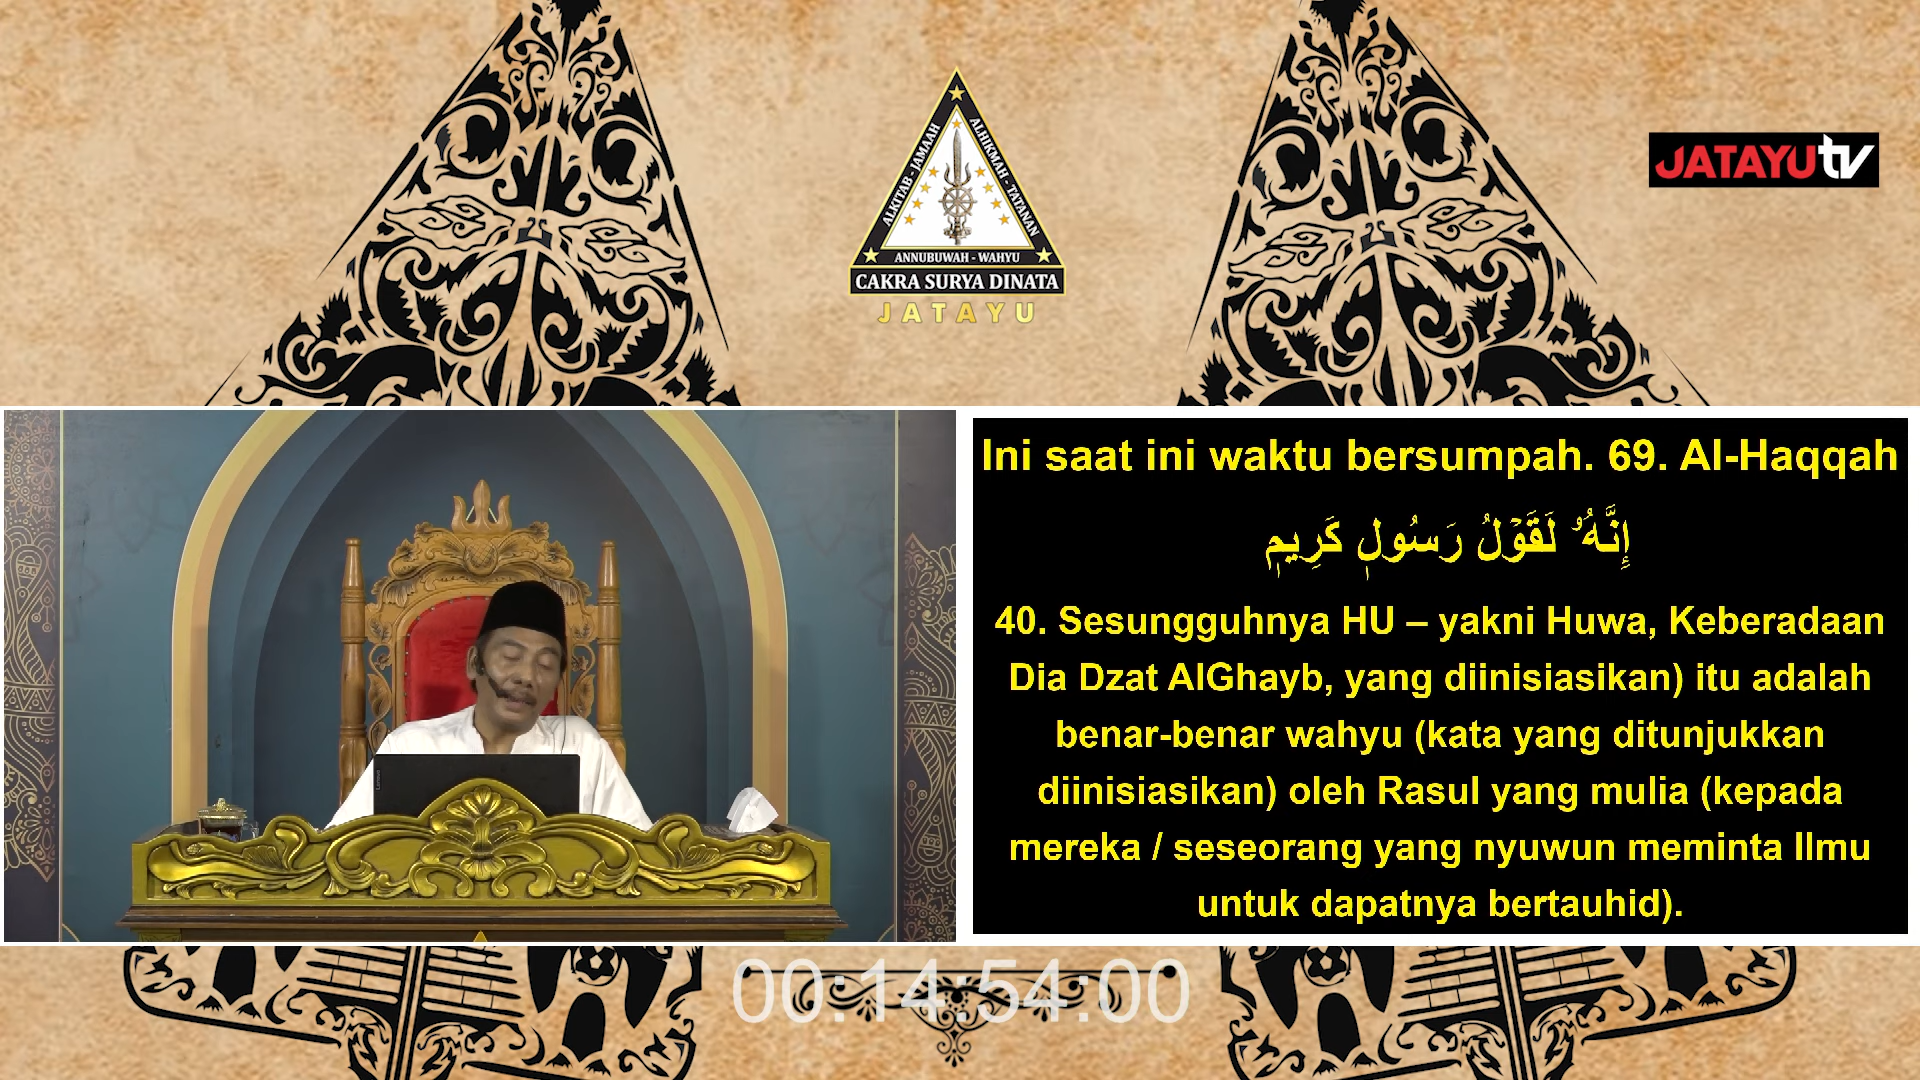 ALKITAB - JAMAAH
ALHIKMAH - TATANAN
ANNUBUWAH - WAHYU
CAKRA SURYA DINATA
JATAYU
JATAYUtv
Ini saat ini waktu bersumpah. 69. Al-Haqqah
إِنَّهُۥ لَقَوۡلُ رَسُولٖ كَرِيمٖ
40. Sesungguhnya HU – yakni Huwa, Keberadaan
Dia Dzat AlGhayb, yang diinisiasikan) itu adalah
benar-benar wahyu (kata yang ditunjukkan
diinisiasikan) oleh Rasul yang mulia (kepada
mereka / seseorang yang nyuwun meminta Ilmu
untuk dapatnya bertauhid).
00:14:54:00